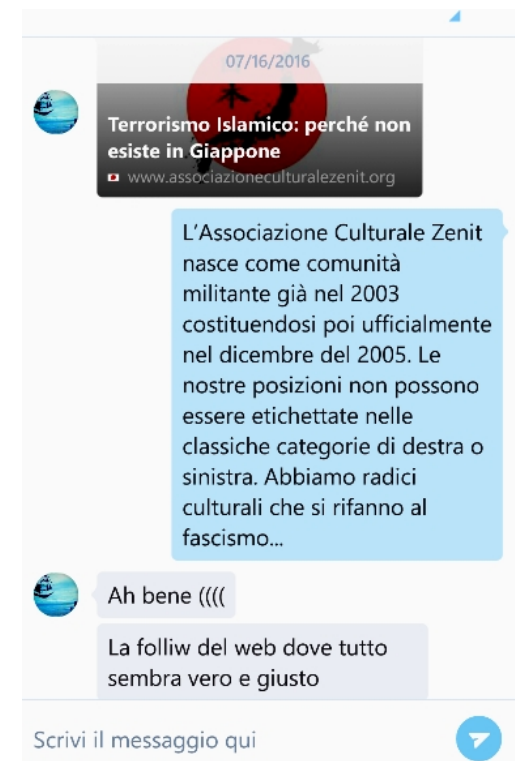 07/16/2016
Terrorismo Islamico: perché non
esiste in Giappone
www.associazioneculturalezenit.org
L'Associazione Culturale Zenit
nasce come comunità
militante già nel 2003
costituendosi poi ufficialmente
nel dicembre del 2005. Le
nostre posizioni non possono
essere etichettate nelle
classiche categorie di destra o
sinistra. Abbiamo radici
culturali che si rifanno al
fascismo...
Ah bene ((((
La folliw del web dove tutto
sembra vero e giusto
Scrivi il messaggio qui